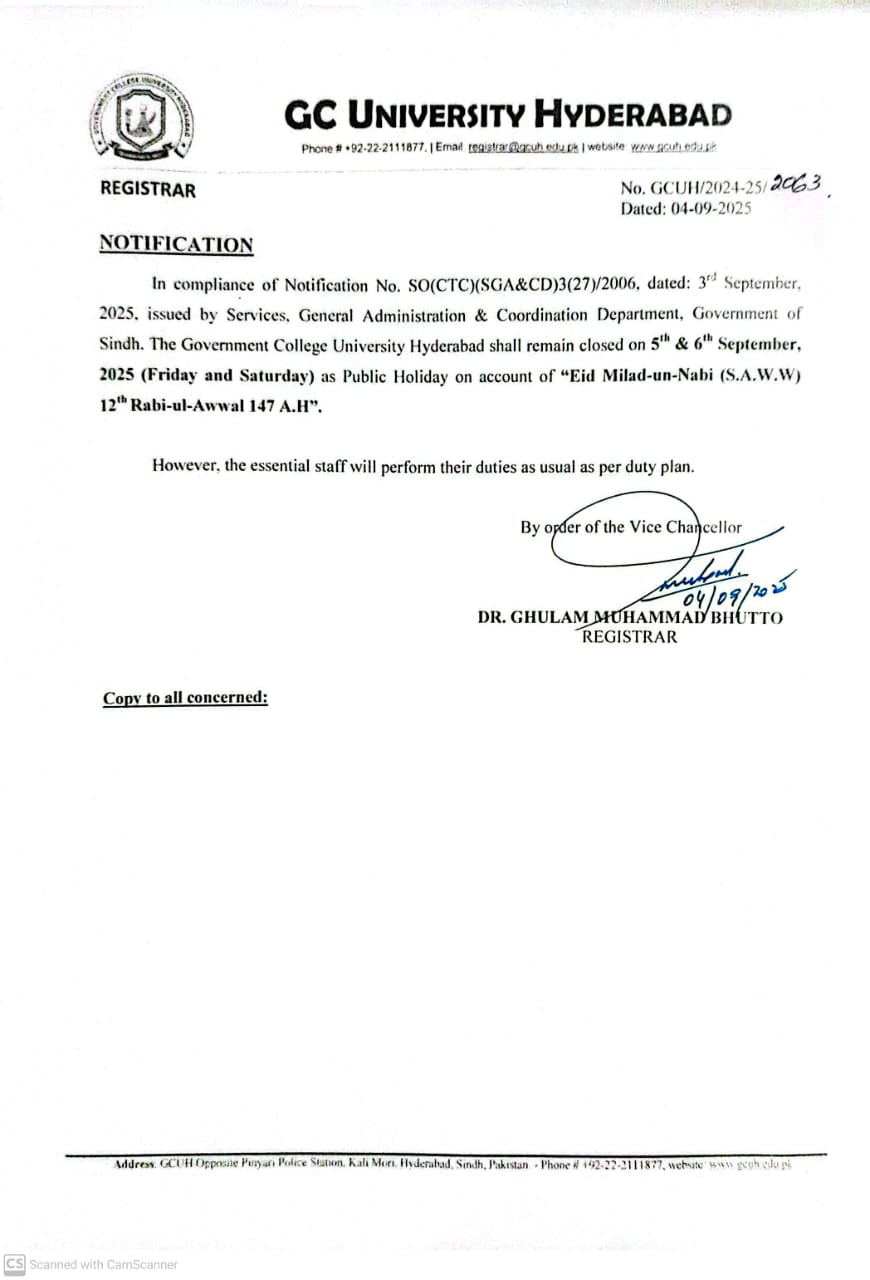 GOVERNMENT COLLEGE UNIVERSITY HYDERABAD
GC UNIVERSITY HYDERABAD
Phone # +92-22-2111877, | Email registrar@gcuh.edu.pk | website: www.gcuh.edu.pk
REGISTRAR
No. GCUH/2024-25/2063
Dated: 04-09-2025
NOTIFICATION
In compliance of Notification No. SO(CTC)(SGA&CD)3(27)/2006, dated: 3rd September,
2025, issued by Services, General Administration & Coordination Department, Government of
Sindh. The Government College University Hyderabad shall remain closed on 5th & 6th September,
2025 (Friday and Saturday) as Public Holiday on account of “Eid Milad-un-Nabi (S.A.W.W)
12th Rabi-ul-Awwal 147 A.H”.
However, the essential staff will perform their duties as usual as per duty plan.
By order of the Vice Chancellor
04/09/2025
DR. GHULAM MUHAMMAD BHUTTO
REGISTRAR
Copy to all concerned:
Address: GCUH Opposite Pinyari Police Station, Kali Mori, Hyderabad, Sindh, Pakistan. - Phone # +92-22-2111877, website: www.gcuh.edu.pk
CS Scanned with CamScanner